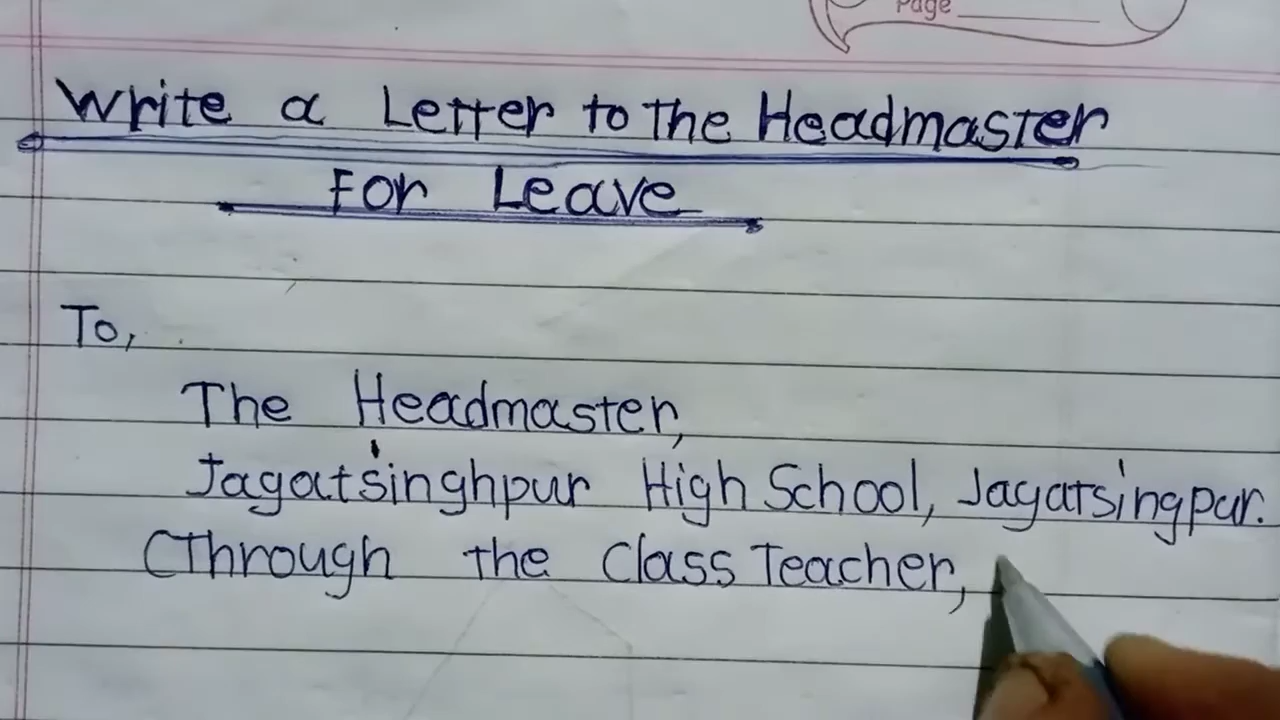 Page
Write a Letter to The Headmaster
For Leave
To,
The Headmaster,
Jagatsinghpur High School, Jagatsingpur.
(Through the Class Teacher,